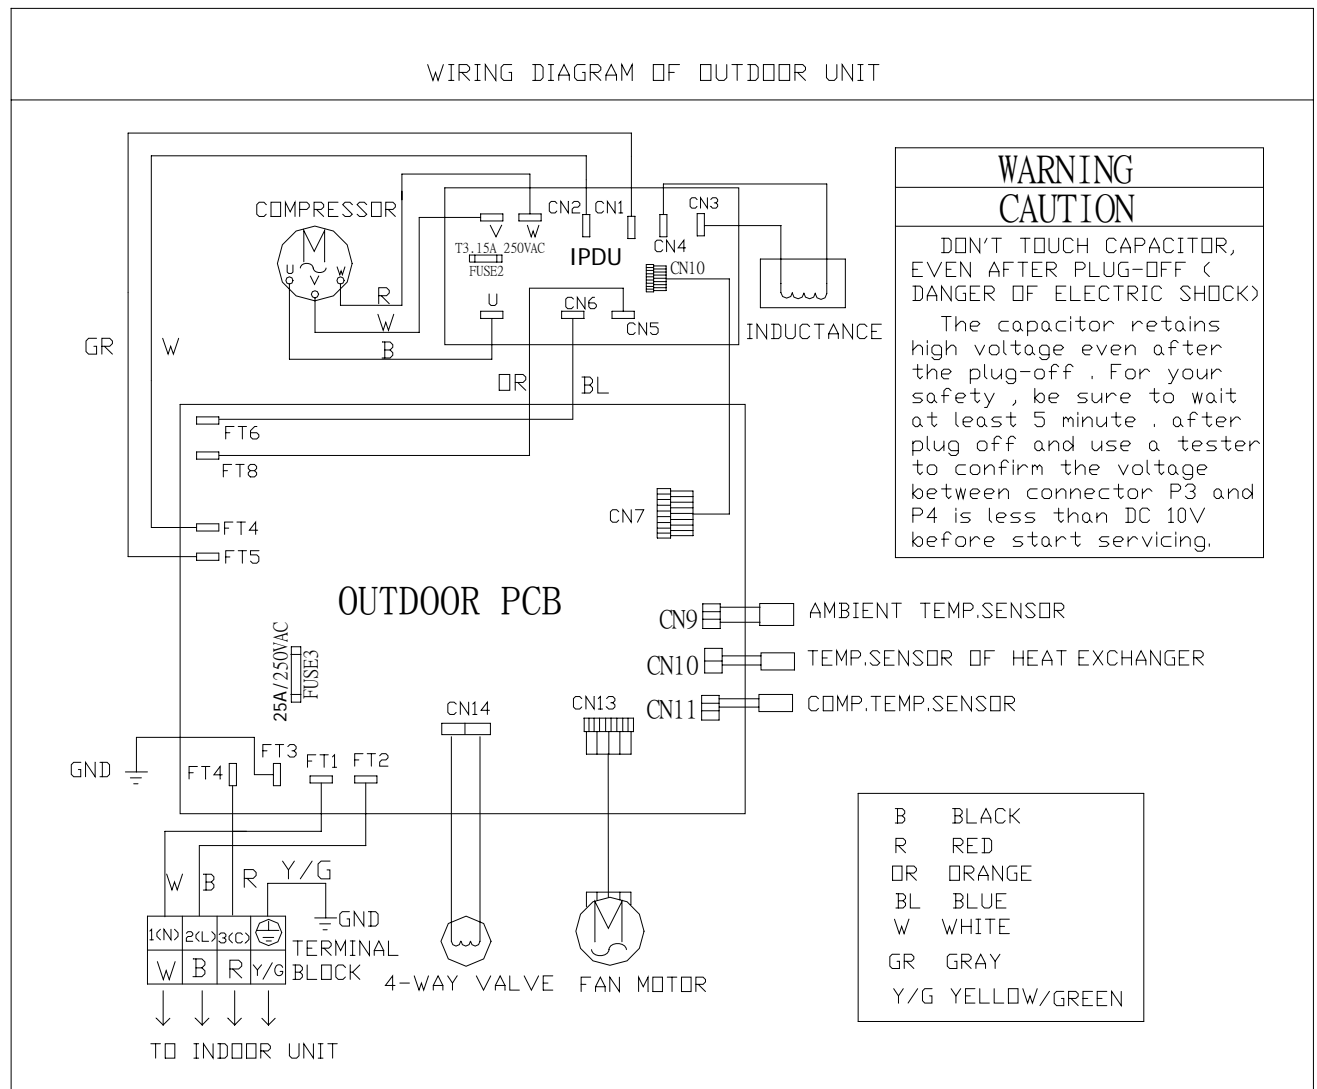 WIRING DIAGRAM OF OUTDOOR UNIT
COMPRESSOR
M
U
V
W
R
W
B
GR
W
V
W
CN2
CN1
CN4
CN3
T3.15A 250VAC
FUSE2
IPDU
CN10
U
CN6
CN5
INDUCTANCE
OR
BL
WARNING
CAUTION
DON'T TOUCH CAPACITOR,
EVEN AFTER PLUG-OFF (
DANGER OF ELECTRIC SHOCK)
The capacitor retains
high voltage even after
the plug-off . For your
safety , be sure to wait
at least 5 minute . after
plug off and use a tester
to confirm the voltage
between connector P3 and
P4 is less than DC 10V
before start servicing.
FT6
FT8
FT4
FT5
CN7
OUTDOOR PCB
25A/250VAC
FUSE3
CN9
AMBIENT TEMP.SENSOR
CN10
TEMP.SENSOR OF HEAT EXCHANGER
CN11
COMP.TEMP.SENSOR
CN14
CN13
GND
FT4
FT3
FT1
FT2
W
B
R
Y/G
GND
1(N)
2(L)
3(C)
W
B
R
Y/G
TERMINAL
BLOCK
TO INDOOR UNIT
4-WAY VALVE
M
FAN MOTOR
B BLACK
R RED
OR ORANGE
BL BLUE
W WHITE
GR GRAY
Y/G YELLOW/GREEN